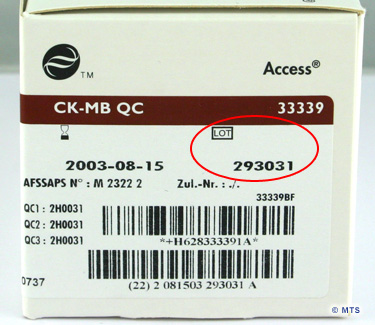 TM
Access®
CK-MB QC 33339
LOT
2003-08-15 293031
AFSSAPS N° : M 2322 2 Zul.-Nr. : ./.
33339BF
QC1 : 2H0031
QC2 : 2H0031
QC3 : 2H0031
*+H628333391A*
0737
(22) 2 081503 293031 A
© MTS